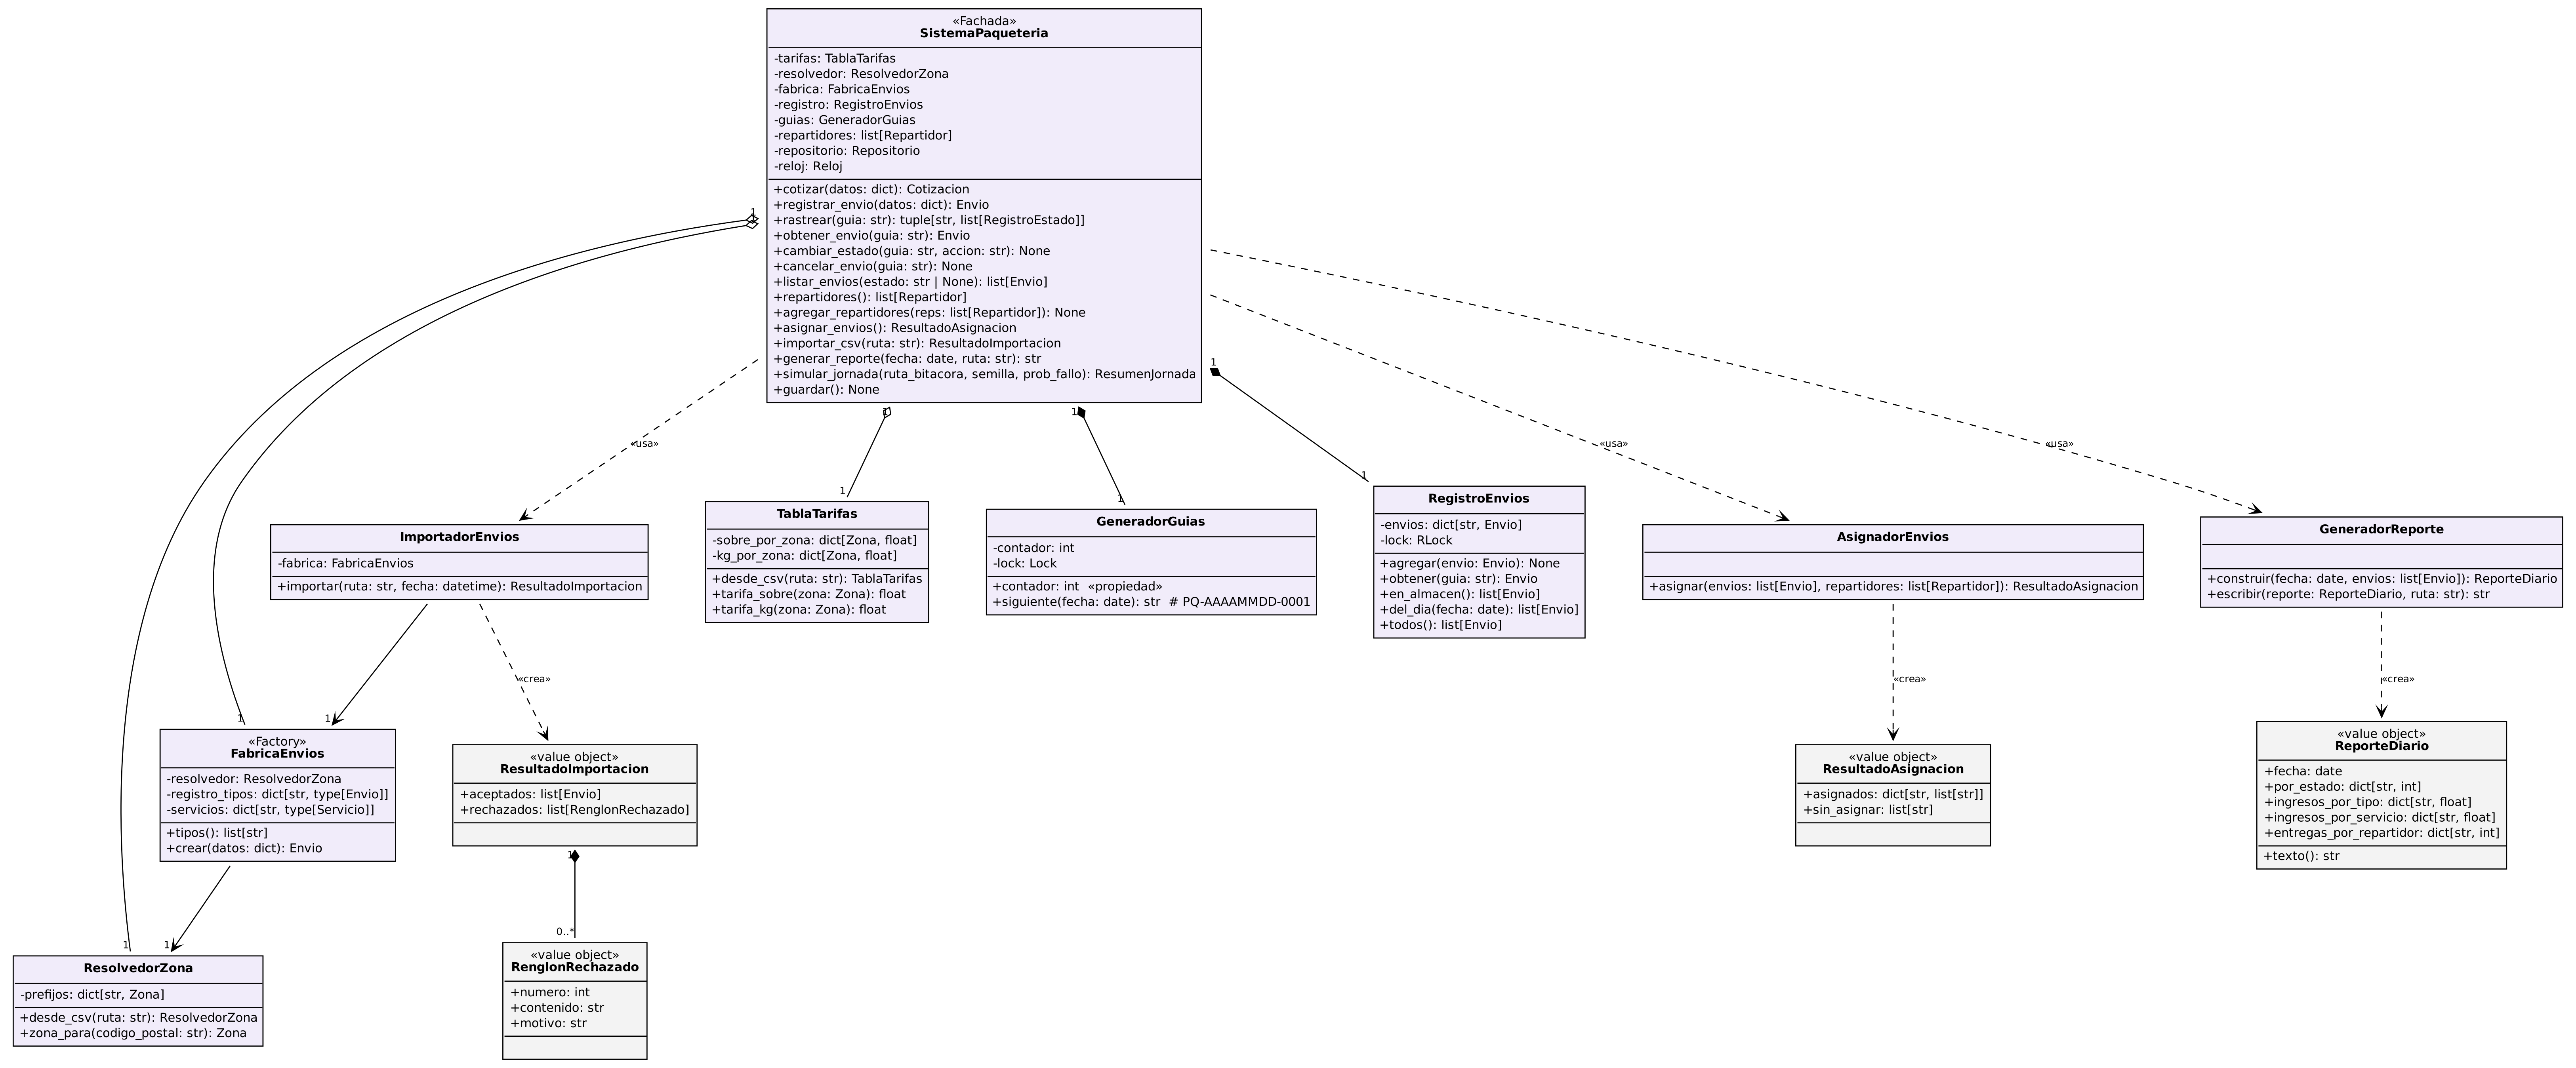 «Fachada»
SistemaPaqueteria
-tarifas: TablaTarifas
-resolvedor: ResolvedorZona
-fabrica: FabricaEnvios
-registro: RegistroEnvios
-guias: GeneradorGuias
-repartidores: list[Repartidor]
-repositorio: Repositorio
-reloj: Reloj
+cotizar(datos: dict): Cotizacion
+registrar_envio(datos: dict): Envio
+rastrear(guia: str): tuple[str, list[RegistroEstado]]
+obtener_envio(guia: str): Envio
+cambiar_estado(guia: str, accion: str): None
+cancelar_envio(guia: str): None
+listar_envios(estado: str | None): list[Envio]
+repartidores(): list[Repartidor]
+agregar_repartidores(reps: list[Repartidor]): None
+asignar_envios(): ResultadoAsignacion
+importar_csv(ruta: str): ResultadoImportacion
+generar_reporte(fecha: date, ruta: str): str
+simular_jornada(ruta_bitacora, semilla, prob_fallo): ResumenJornada
+guardar(): None
1
1
1
1
1
«usa»
«usa»
«usa»
1
1
1
ImportadorEnvios
-fabrica: FabricaEnvios
+importar(ruta: str, fecha: datetime): ResultadoImportacion
TablaTarifas
-sobre_por_zona: dict[Zona, float]
-kg_por_zona: dict[Zona, float]
+desde_csv(ruta: str): TablaTarifas
+tarifa_sobre(zona: Zona): float
+tarifa_kg(zona: Zona): float
GeneradorGuias
-contador: int
-lock: Lock
+contador: int  «propiedad»
+siguiente(fecha: date): str  # PQ-AAAAMMDD-0001
RegistroEnvios
-envios: dict[str, Envio]
-lock: RLock
+agregar(envio: Envio): None
+obtener(guia: str): Envio
+en_almacen(): list[Envio]
+del_dia(fecha: date): list[Envio]
+todos(): list[Envio]
AsignadorEnvios
+asignar(envios: list[Envio], repartidores: list[Repartidor]): ResultadoAsignacion
GeneradorReporte
+construir(fecha: date, envios: list[Envio]): ReporteDiario
+escribir(reporte: ReporteDiario, ruta: str): str
«crea»
«crea»
«crea»
1
1
«Factory»
FabricaEnvios
-resolvedor: ResolvedorZona
-registro_tipos: dict[str, type[Envio]]
-servicios: dict[str, type[Servicio]]
+tipos(): list[str]
+crear(datos: dict): Envio
«value object»
ResultadoImportacion
+aceptados: list[Envio]
+rechazados: list[RenglonRechazado]
«value object»
ResultadoAsignacion
+asignados: dict[str, list[str]]
+sin_asignar: list[str]
«value object»
ReporteDiario
+fecha: date
+por_estado: dict[str, int]
+ingresos_por_tipo: dict[str, float]
+ingresos_por_servicio: dict[str, float]
+entregas_por_repartidor: dict[str, int]
+texto(): str
1
0..*
1
1
ResolvedorZona
-prefijos: dict[str, Zona]
+desde_csv(ruta: str): ResolvedorZona
+zona_para(codigo_postal: str): Zona
«value object»
RenglonRechazado
+numero: int
+contenido: str
+motivo: str